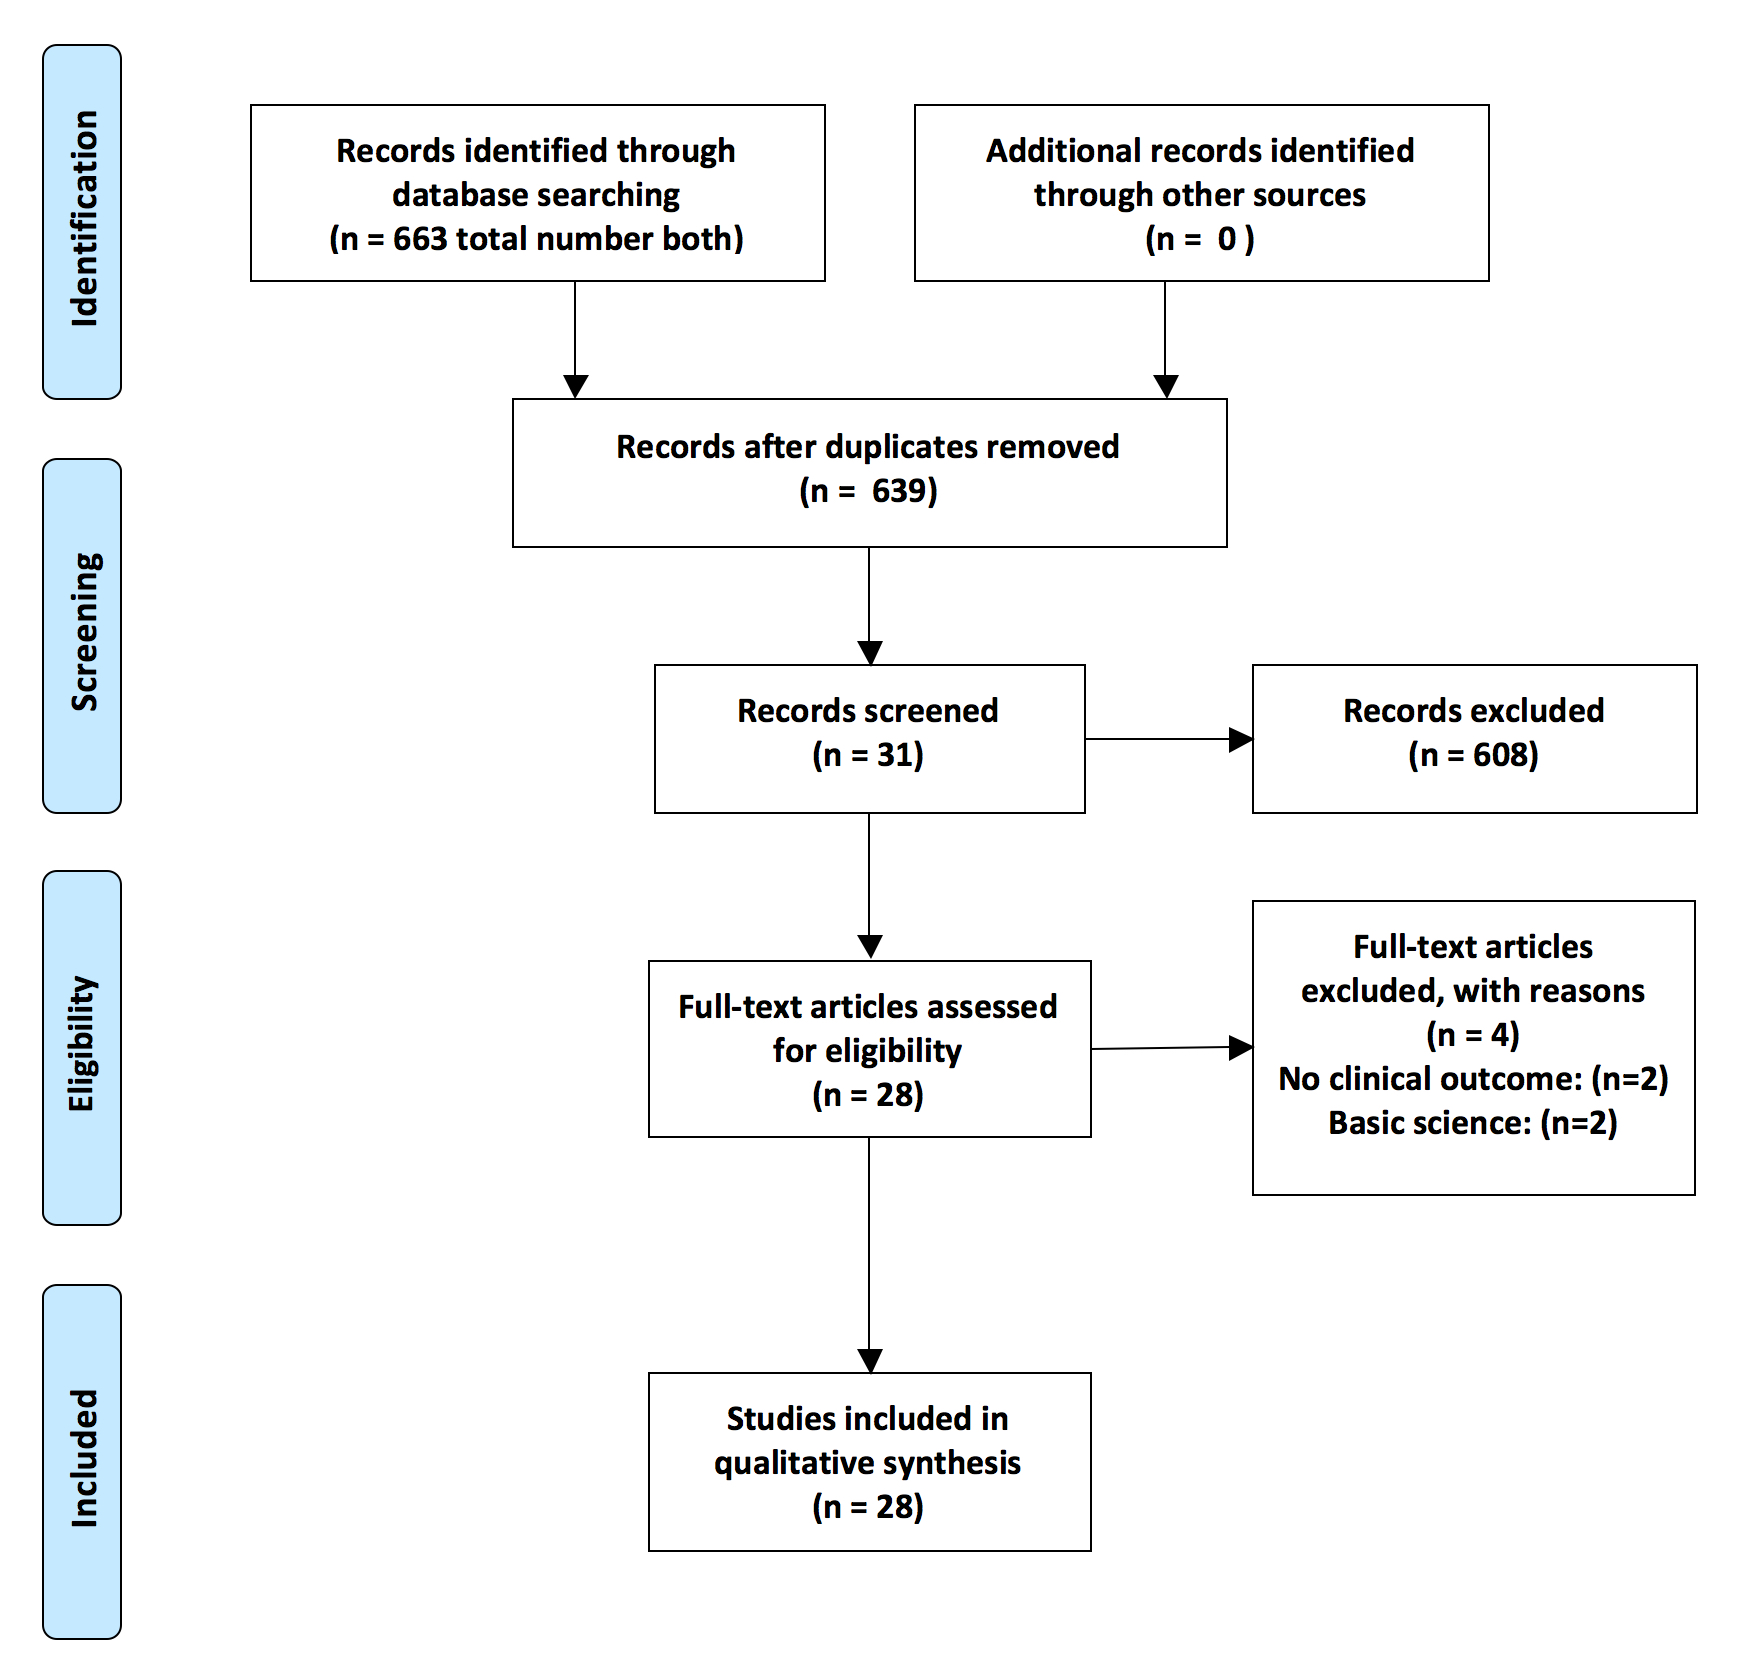 Identification
Records identified through
database searching
(n = 663 total number both)
Additional records identified
through other sources
(n =  0 )
Records after duplicates removed
(n =  639)
Screening
Records screened
(n = 31)
Records excluded
(n = 608)
Eligibility
Full-text articles assessed
for eligibility
(n = 28)
Full-text articles
excluded, with reasons
(n = 4)
No clinical outcome: (n=2)
Basic science: (n=2)
Included
Studies included in
qualitative synthesis
(n = 28)